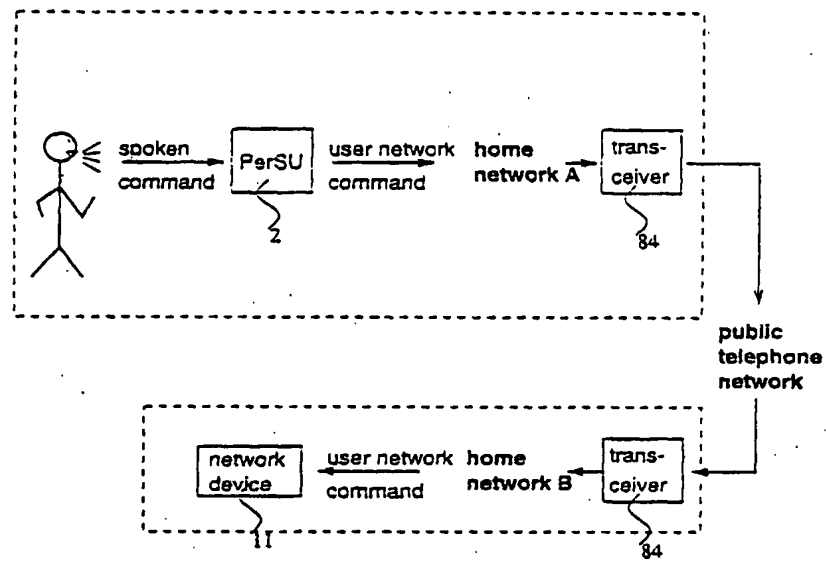 spoken
command
PerSU
2
user network
command
home
network A
trans-
ceiver
84
public
telephone
network
trans-
ceiver
84
home
network B
user network
command
network
device
11